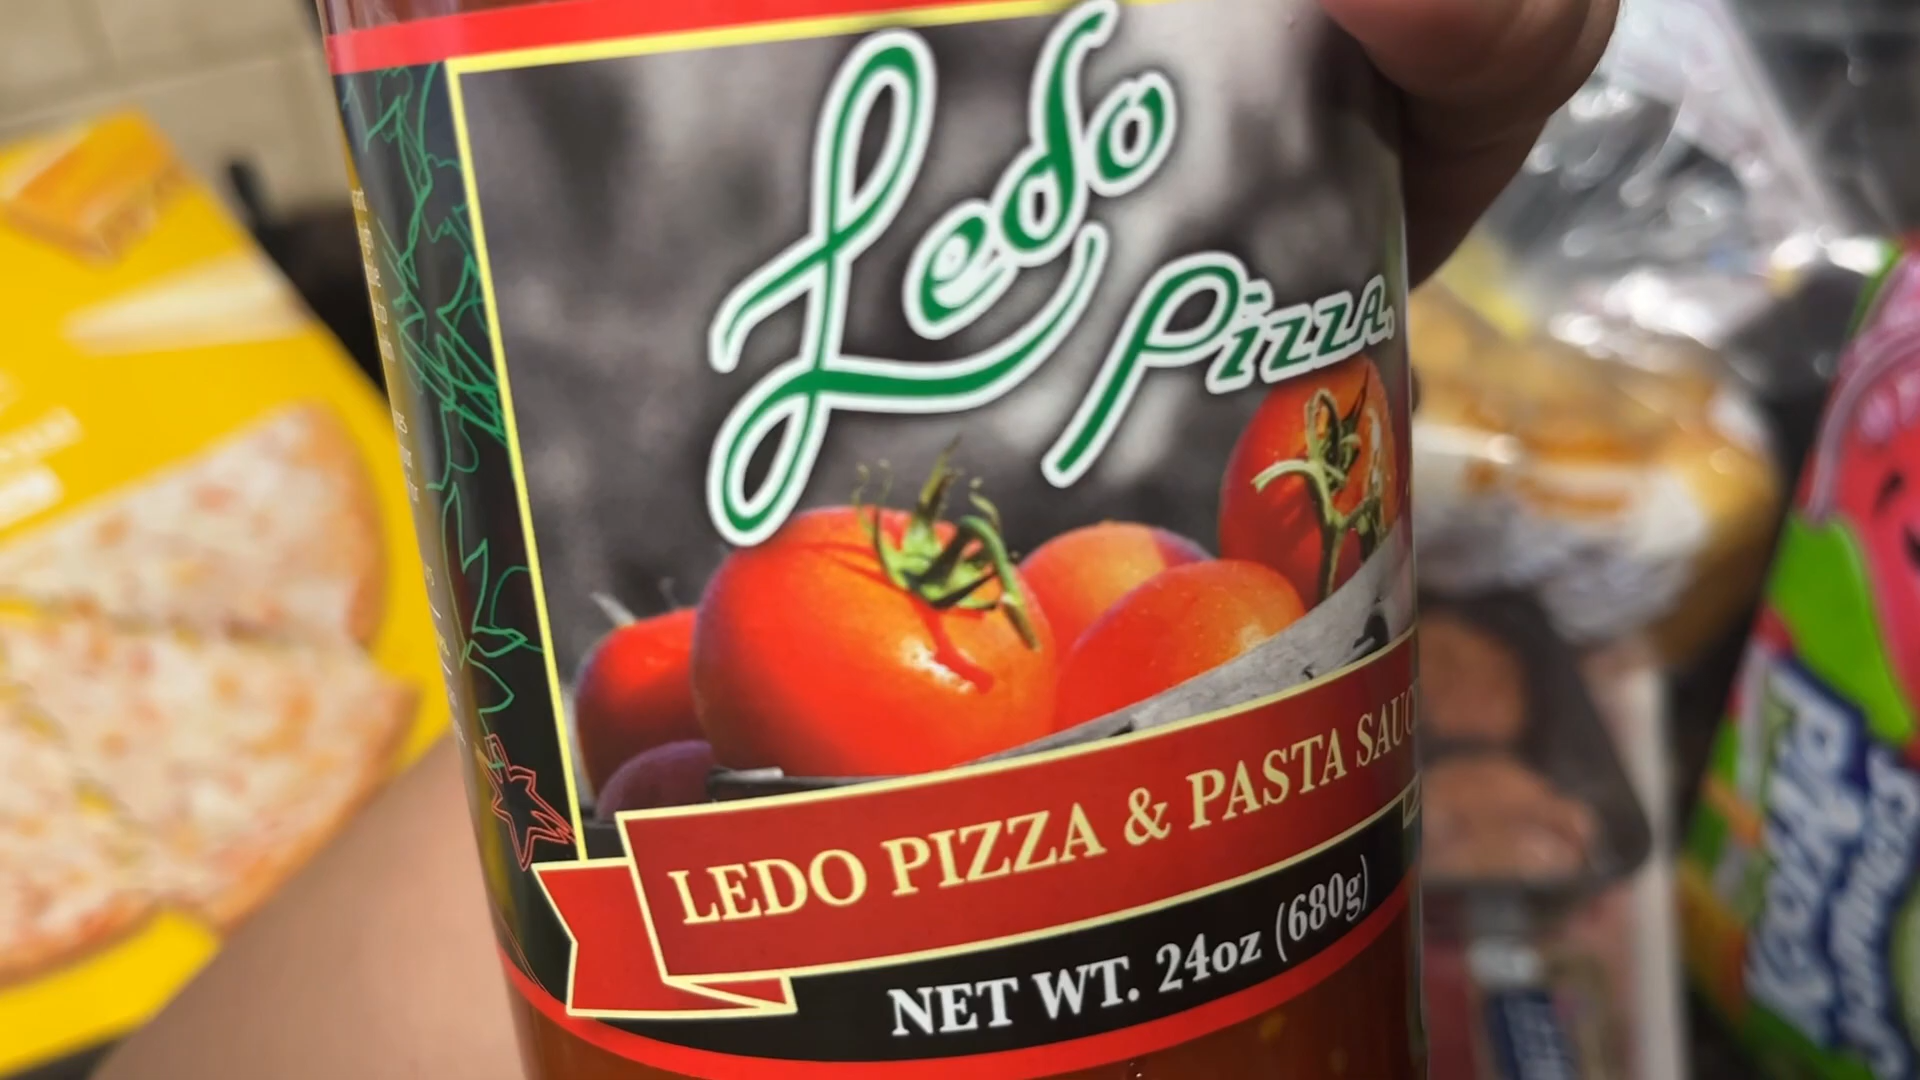 Ledo
Pizza
LEDO PIZZA & PASTA SAUC
NET WT. 24oz (680g)